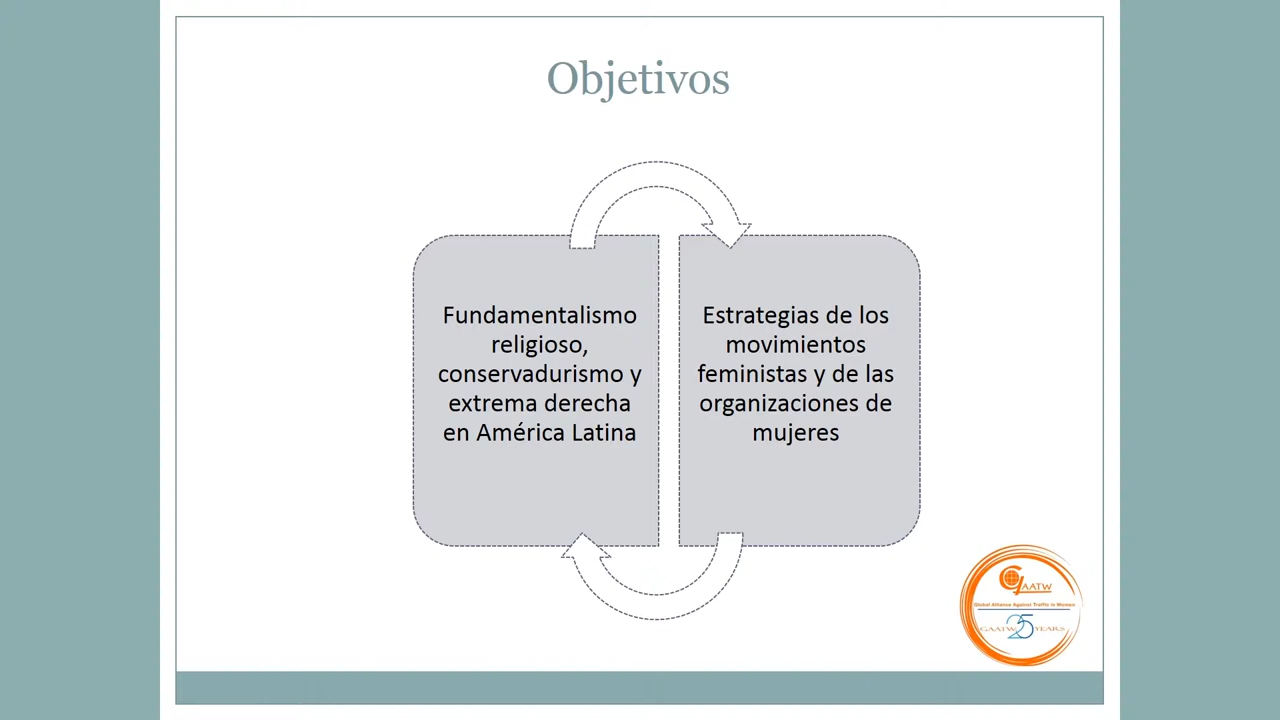 Objetivos
Fundamentalismo
religioso,
conservadurismo y
extrema derecha
en América Latina
Estrategias de los
movimientos
feministas y de las
organizaciones de
mujeres
GAATW
Global Alliance Against Traffic in Women
GAATW 25 YEARS